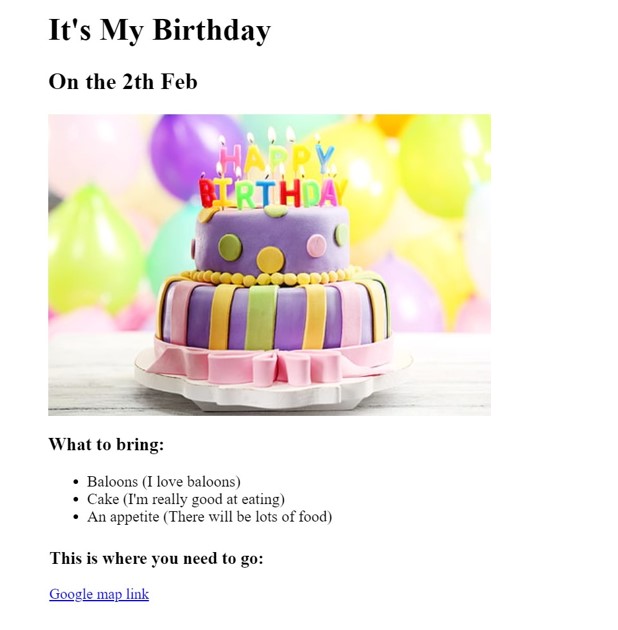 It's My Birthday
On the 2th Feb
HAPPY
BIRTHDAY
What to bring:
Baloons (I love baloons)
Cake (I'm really good at eating)
An appetite (There will be lots of food)
This is where you need to go:
Google map link